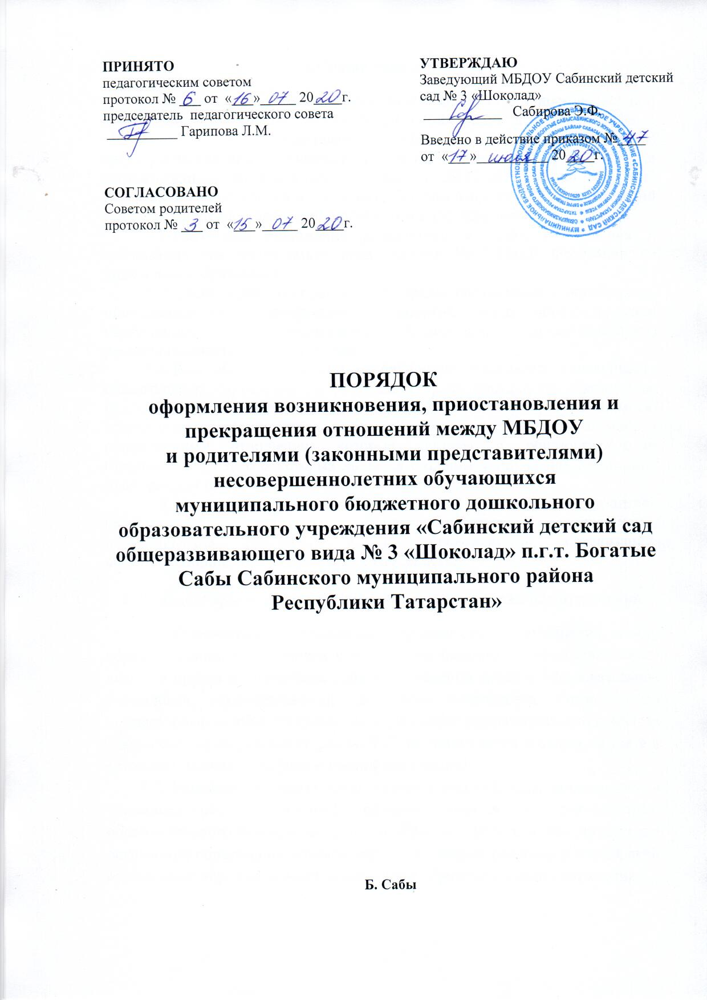 ПРИНЯТО
педагогическим советом
протокол № 6 от «16» 07 2020г.
председатель педагогического совета
Гарипова Л.М.
УТВЕРЖДАЮ
Заведующий МБДОУ Сабинский детский
сад № 3 «Шоколад»
Сабирова Э.Ф.
Введено в действие приказом № 47
от «17» июля 2020г.
СОГЛАСОВАНО
Советом родителей
протокол № 3 от «15» 07 2020г.
ПОРЯДОК
оформления возникновения, приостановления и
прекращения отношений между МБДОУ
и родителями (законными представителями)
несовершеннолетних обучающихся
муниципального бюджетного дошкольного
образовательного учреждения «Сабинский детский сад
общеразвивающего вида № 3 «Шоколад» п.г.т. Богатые
Сабы Сабинского муниципального района
Республики Татарстан»
Б. Сабы